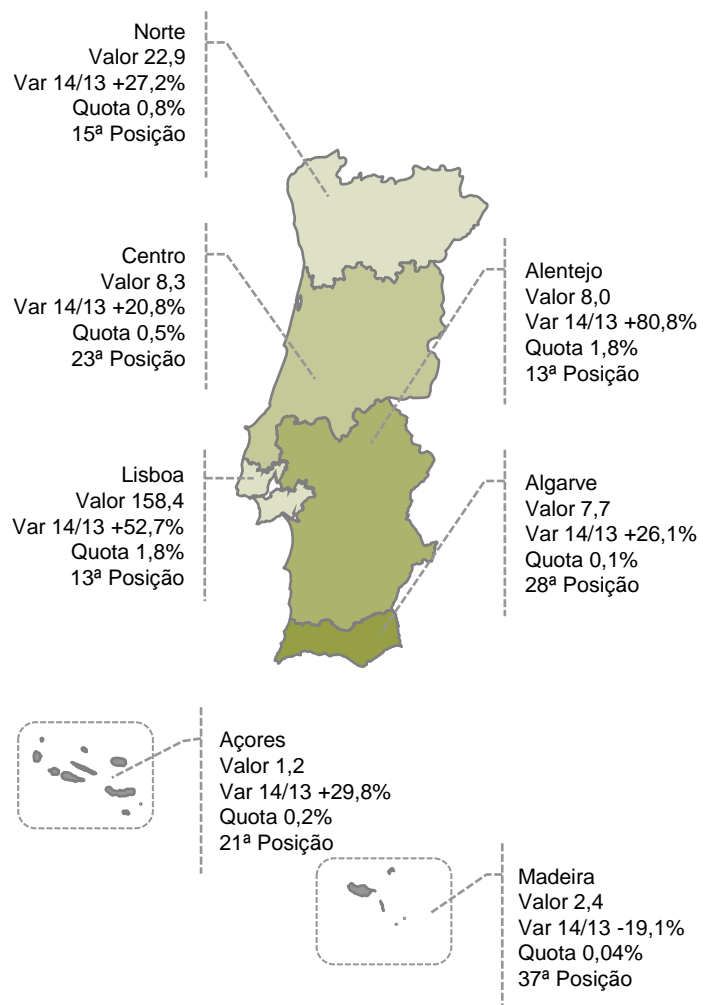 Norte
Valor 22,9
Var 14/13 +27,2%
Quota 0,8%
15ª Posição
Centro
Valor 8,3
Var 14/13 +20,8%
Quota 0,5%
23ª Posição
Alentejo
Valor 8,0
Var 14/13 +80,8%
Quota 1,8%
13ª Posição
Lisboa
Valor 158,4
Var 14/13 +52,7%
Quota 1,8%
13ª Posição
Algarve
Valor 7,7
Var 14/13 +26,1%
Quota 0,1%
28ª Posição
Açores
Valor 1,2
Var 14/13 +29,8%
Quota 0,2%
21ª Posição
Madeira
Valor 2,4
Var 14/13 -19,1%
Quota 0,04%
37ª Posição